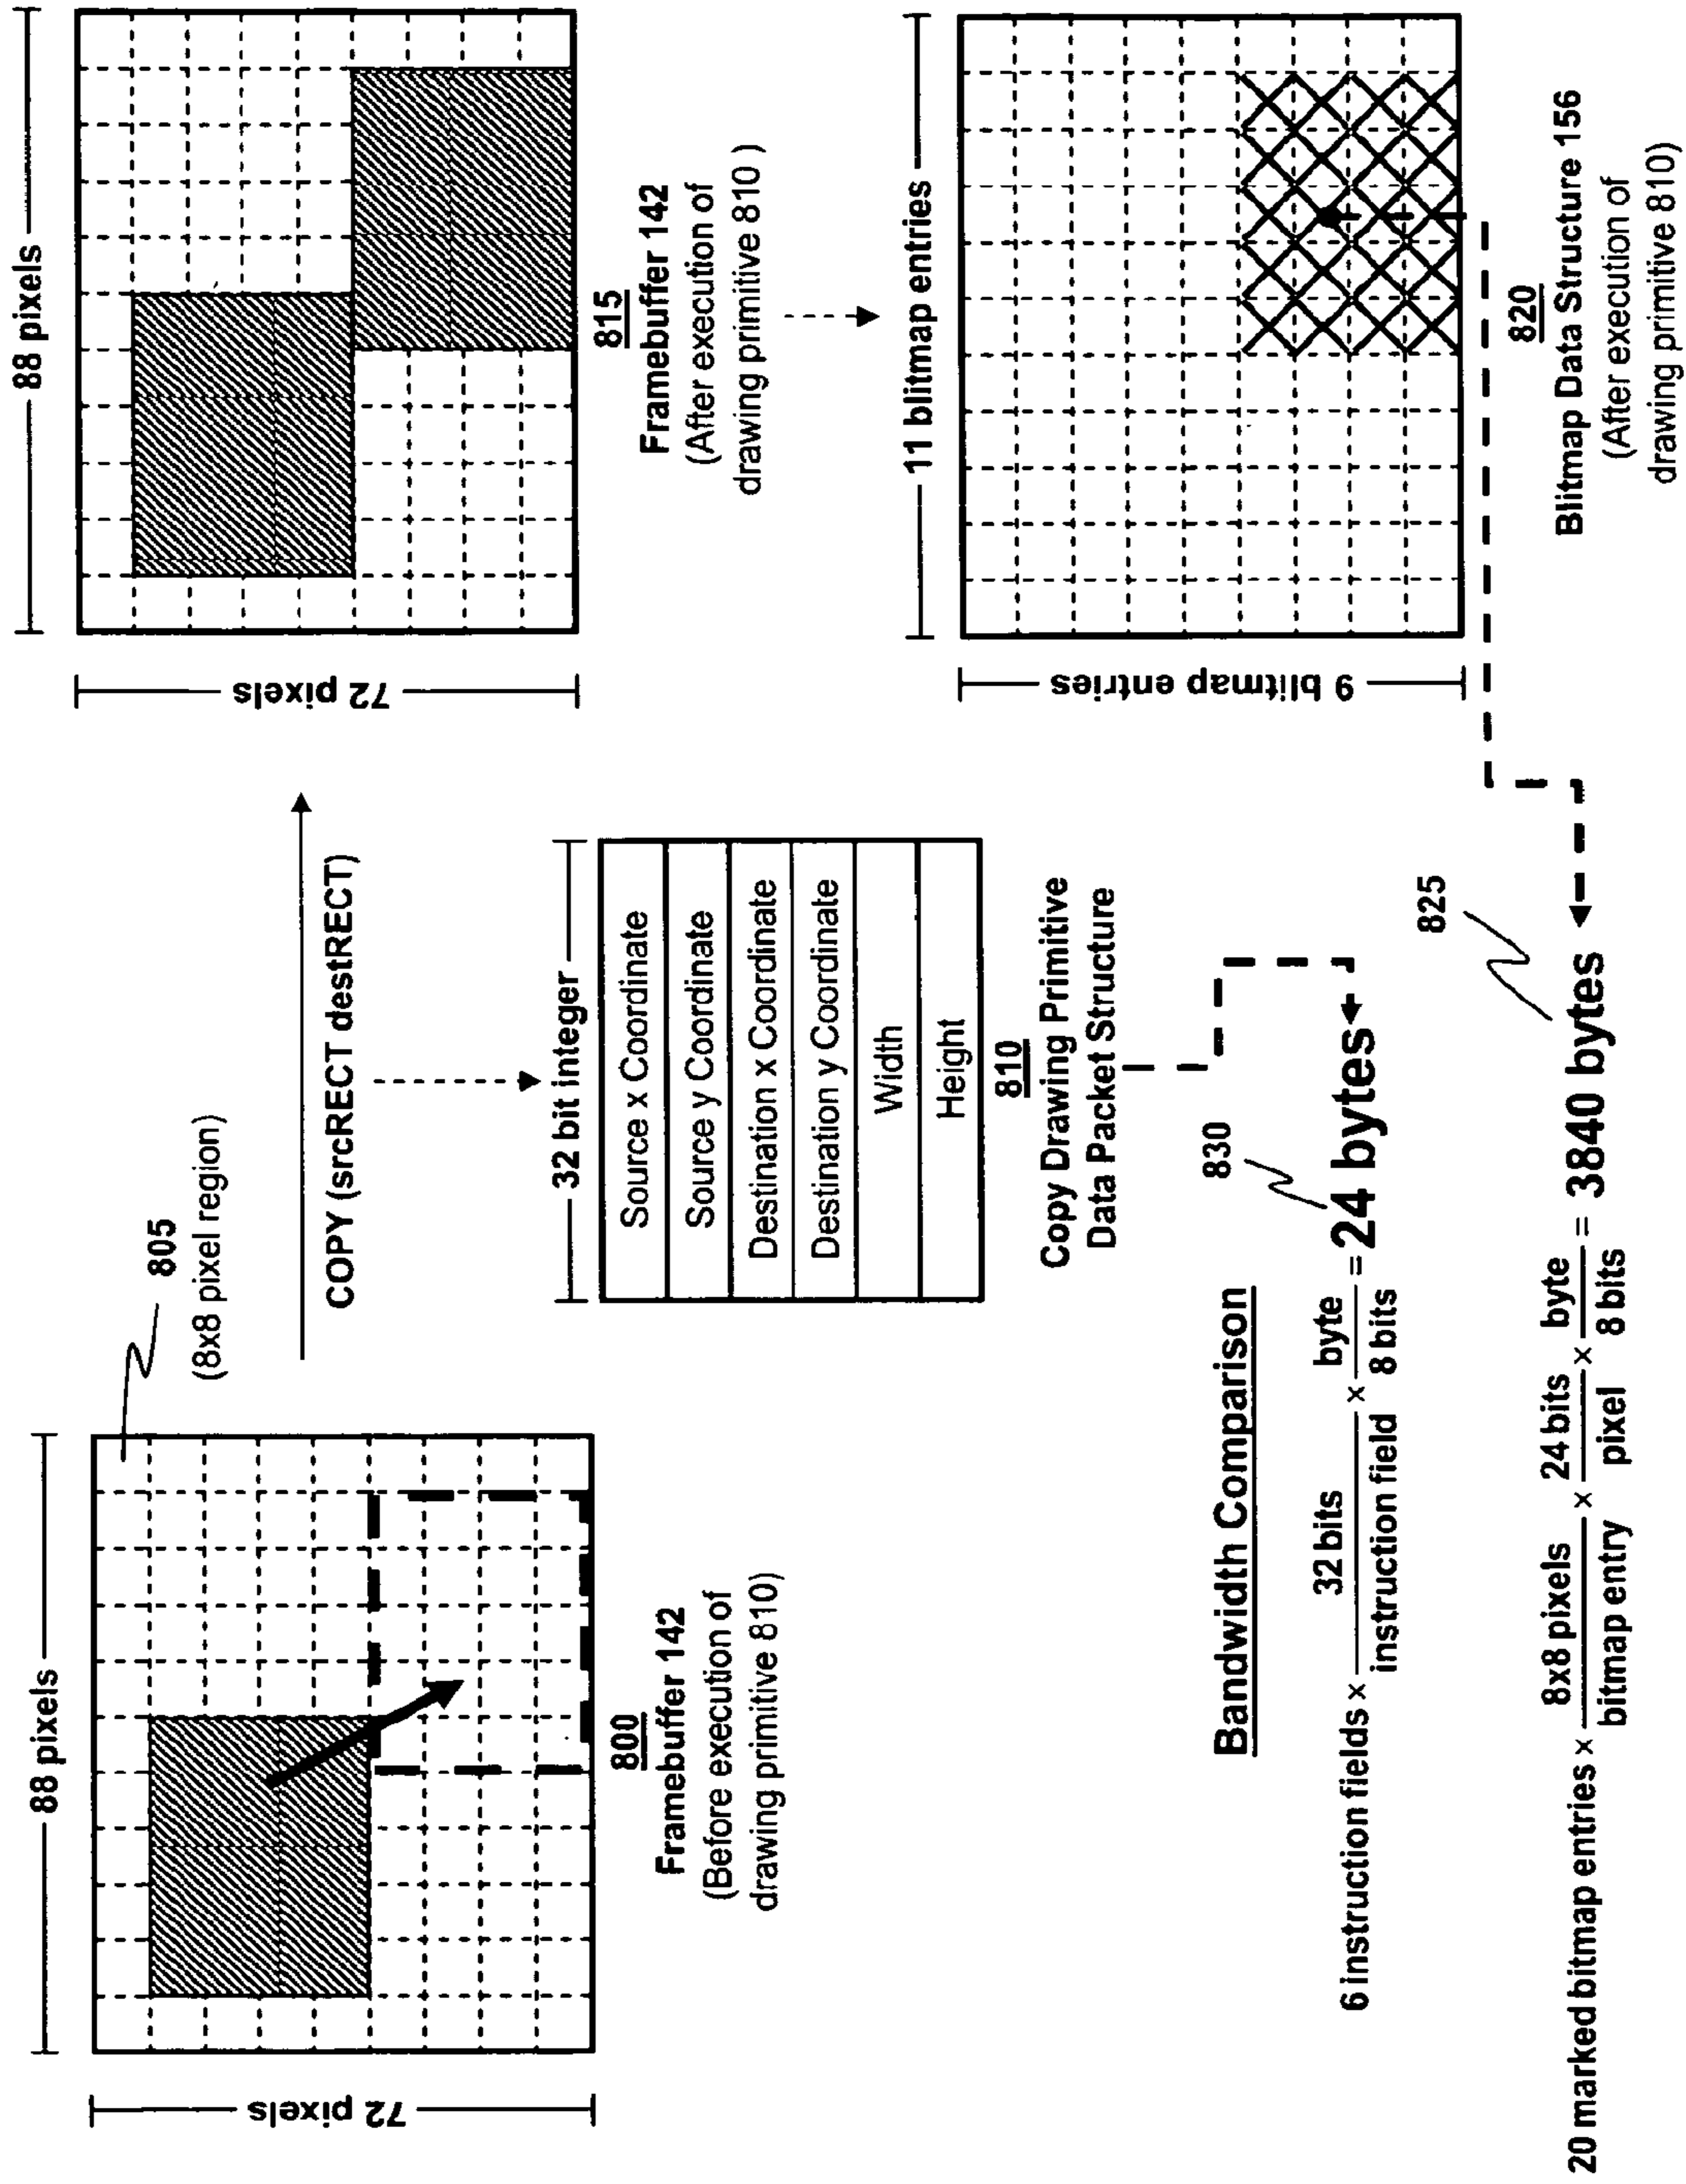 88 pixels
72 pixels
800
Framebuffer 142
(Before execution of
drawing primitive 810)
805
(8x8 pixel region)
COPY (srcRECT destRECT)
32 bit integer
Source x Coordinate
Source y Coordinate
Destination x Coordinate
Destination y Coordinate
Width
Height
810
Copy Drawing Primitive
Data Packet Structure
88 pixels
72 pixels
815
Framebuffer 142
(After execution of
drawing primitive 810 )
11 blitmap entries
9 blitmap entries
820
Blitmap Data Structure 156
(After execution of
drawing primitive 810)
Bandwidth Comparison
830
6 instruction fields x 32 bits / instruction field x byte / 8 bits = 24 bytes
825
20 marked bitmap entries x 8x8 pixels / bitmap entry x 24 bits / pixel x byte / 8 bits = 3840 bytes